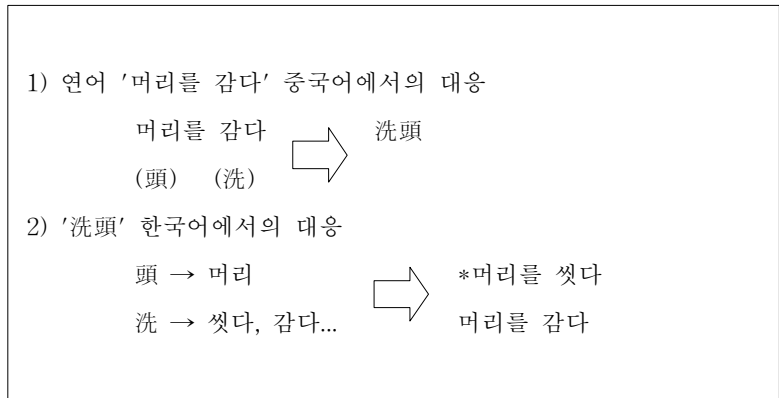 1) 연어 '머리를 감다' 중국어에서의 대응
머리를 감다 洗頭
(頭) (洗)
2) '洗頭' 한국어에서의 대응
頭 → 머리 *머리를 씻다
洗 → 씻다, 감다... 머리를 감다